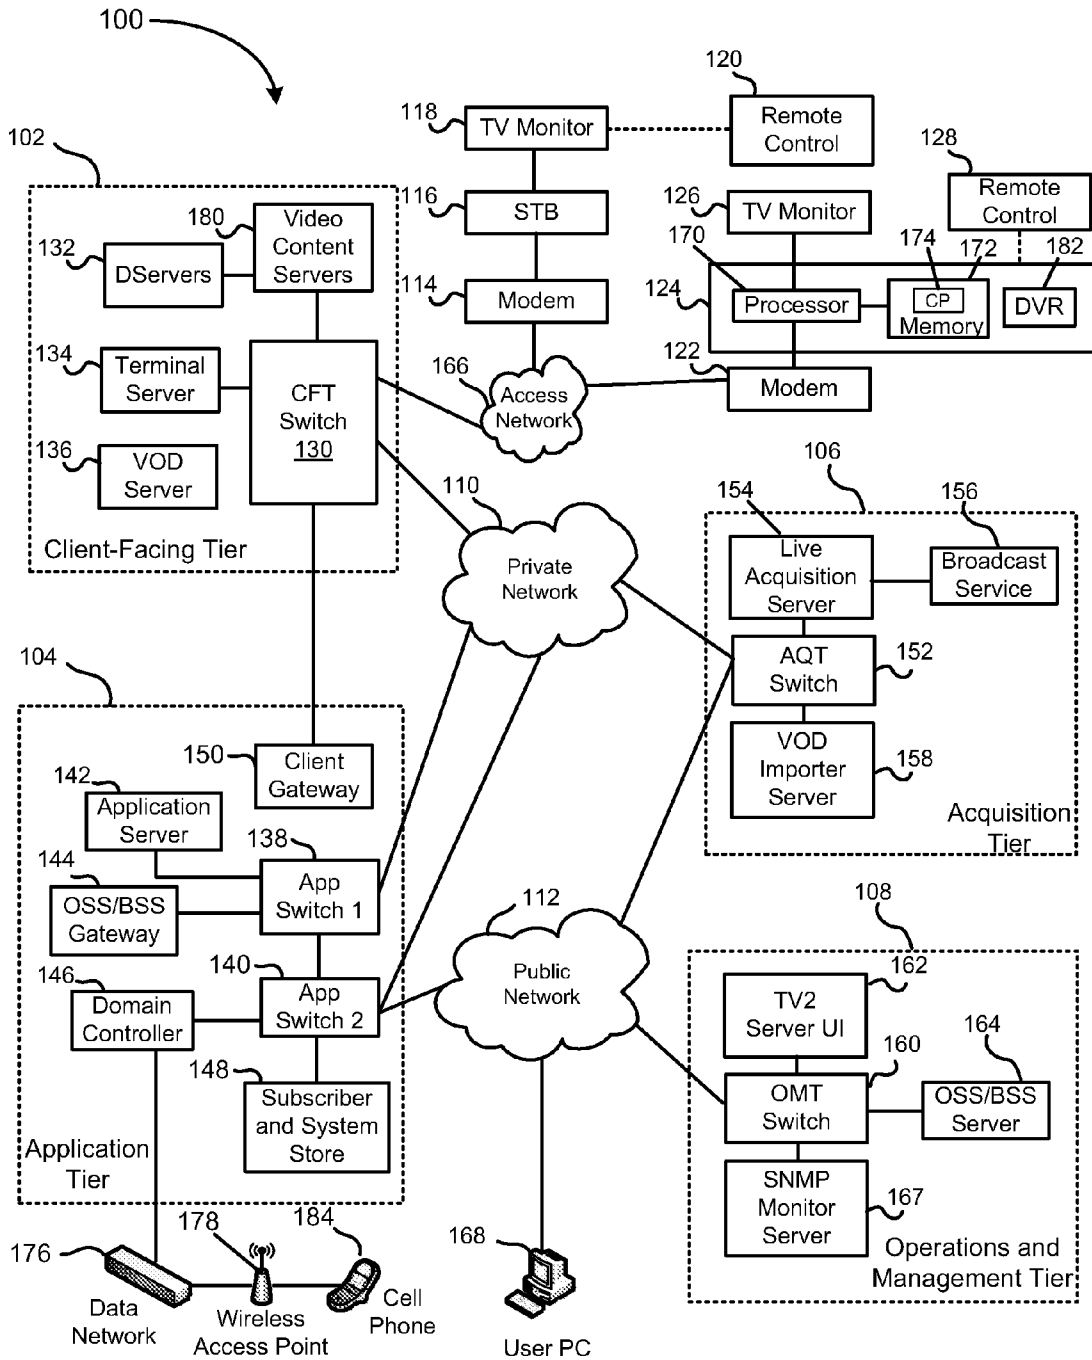 100
102
180
Video
Content
Servers
132
DServers
134
Terminal
Server
CFT
Switch
130
136
VOD
Server
Client-Facing Tier
118
TV Monitor
120
Remote
Control
116
STB
114
Modem
166
Access
Network
126
TV Monitor
128
Remote
Control
170
174
172
182
124
Processor
CP
Memory
DVR
122
Modem
110
Private
Network
106
154
156
Live
Acquisition
Server
Broadcast
Service
AQT
Switch
152
VOD
Importer
Server
158
Acquisition
Tier
104
150
Client
Gateway
142
Application
Server
138
App
Switch 1
144
OSS/BSS
Gateway
140
App
Switch 2
146
Domain
Controller
148
Subscriber
and System
Store
Application
Tier
112
Public
Network
108
162
TV2
Server UI
160
164
OMT
Switch
OSS/BSS
Server
SNMP
Monitor
Server
167
Operations and
Management Tier
176
Data
Network
178
Wireless
Access Point
184
Cell
Phone
168
User PC